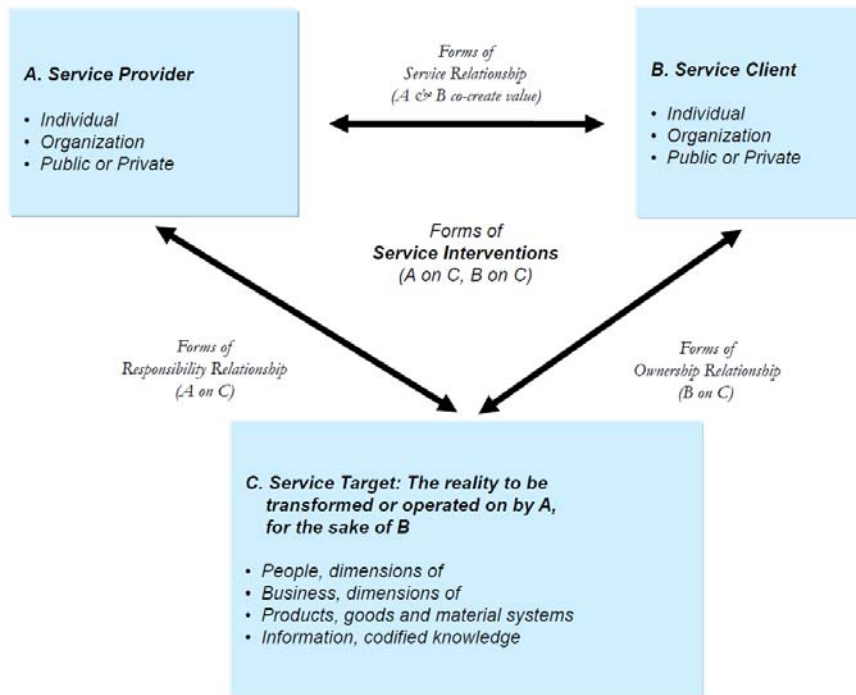 A. Service Provider
• Individual
• Organization
• Public or Private
Forms of
Service Relationship
(A & B co-create value)
B. Service Client
• Individual
• Organization
• Public or Private
Forms of
Service Interventions
(A on C, B on C)
Forms of
Responsibility Relationship
(A on C)
Forms of
Ownership Relationship
(B on C)
C. Service Target: The reality to be
transformed or operated on by A,
for the sake of B
• People, dimensions of
• Business, dimensions of
• Products, goods and material systems
• Information, codified knowledge